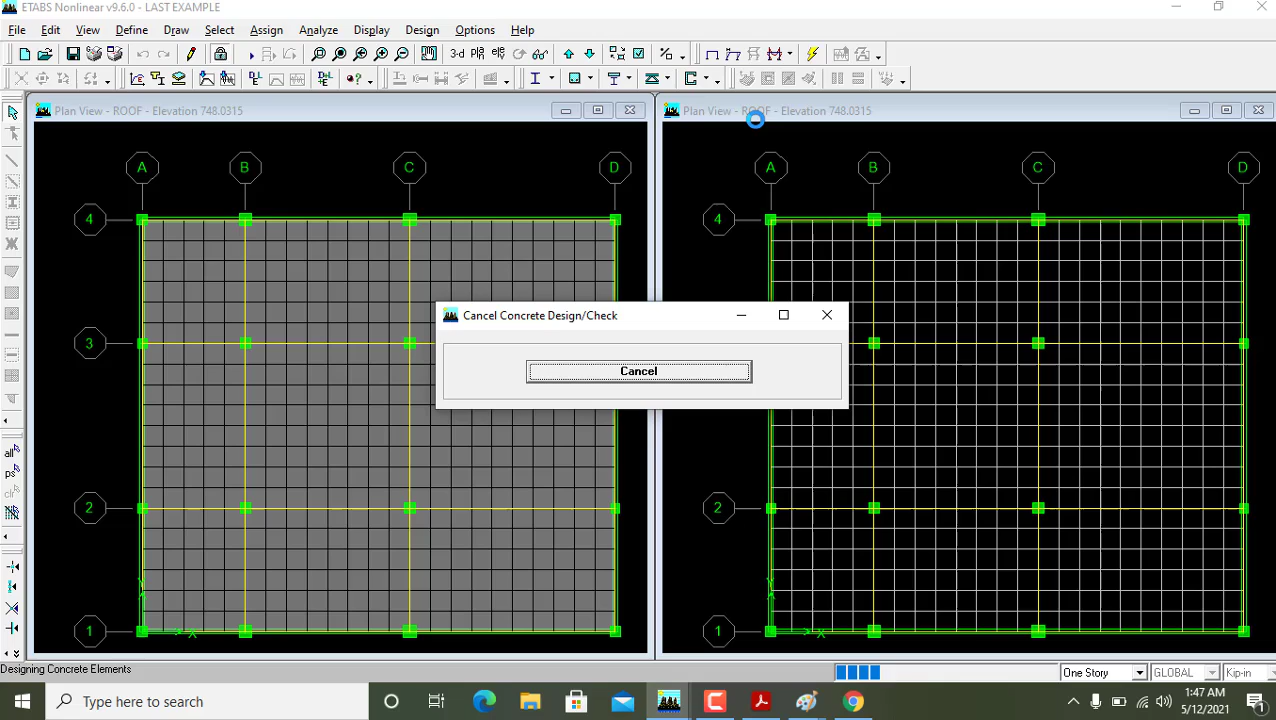 ETABS Nonlinear v9.6.0 - LAST EXAMPLE
File Edit View Define Draw Select Assign Analyze Display Design Options Help
3-d
Plan View - ROOF - Elevation 748.0315
Plan View - ROOF - Elevation 748.0315
A B C D
A B C D
4
4
Cancel Concrete Design/Check
3
Cancel
all
ps
clr
2
2
Y
Y
1
X
1
X
Designing Concrete Elements
One Story
GLOBAL
Kip-in
Type here to search
1:47 AM
5/12/2021